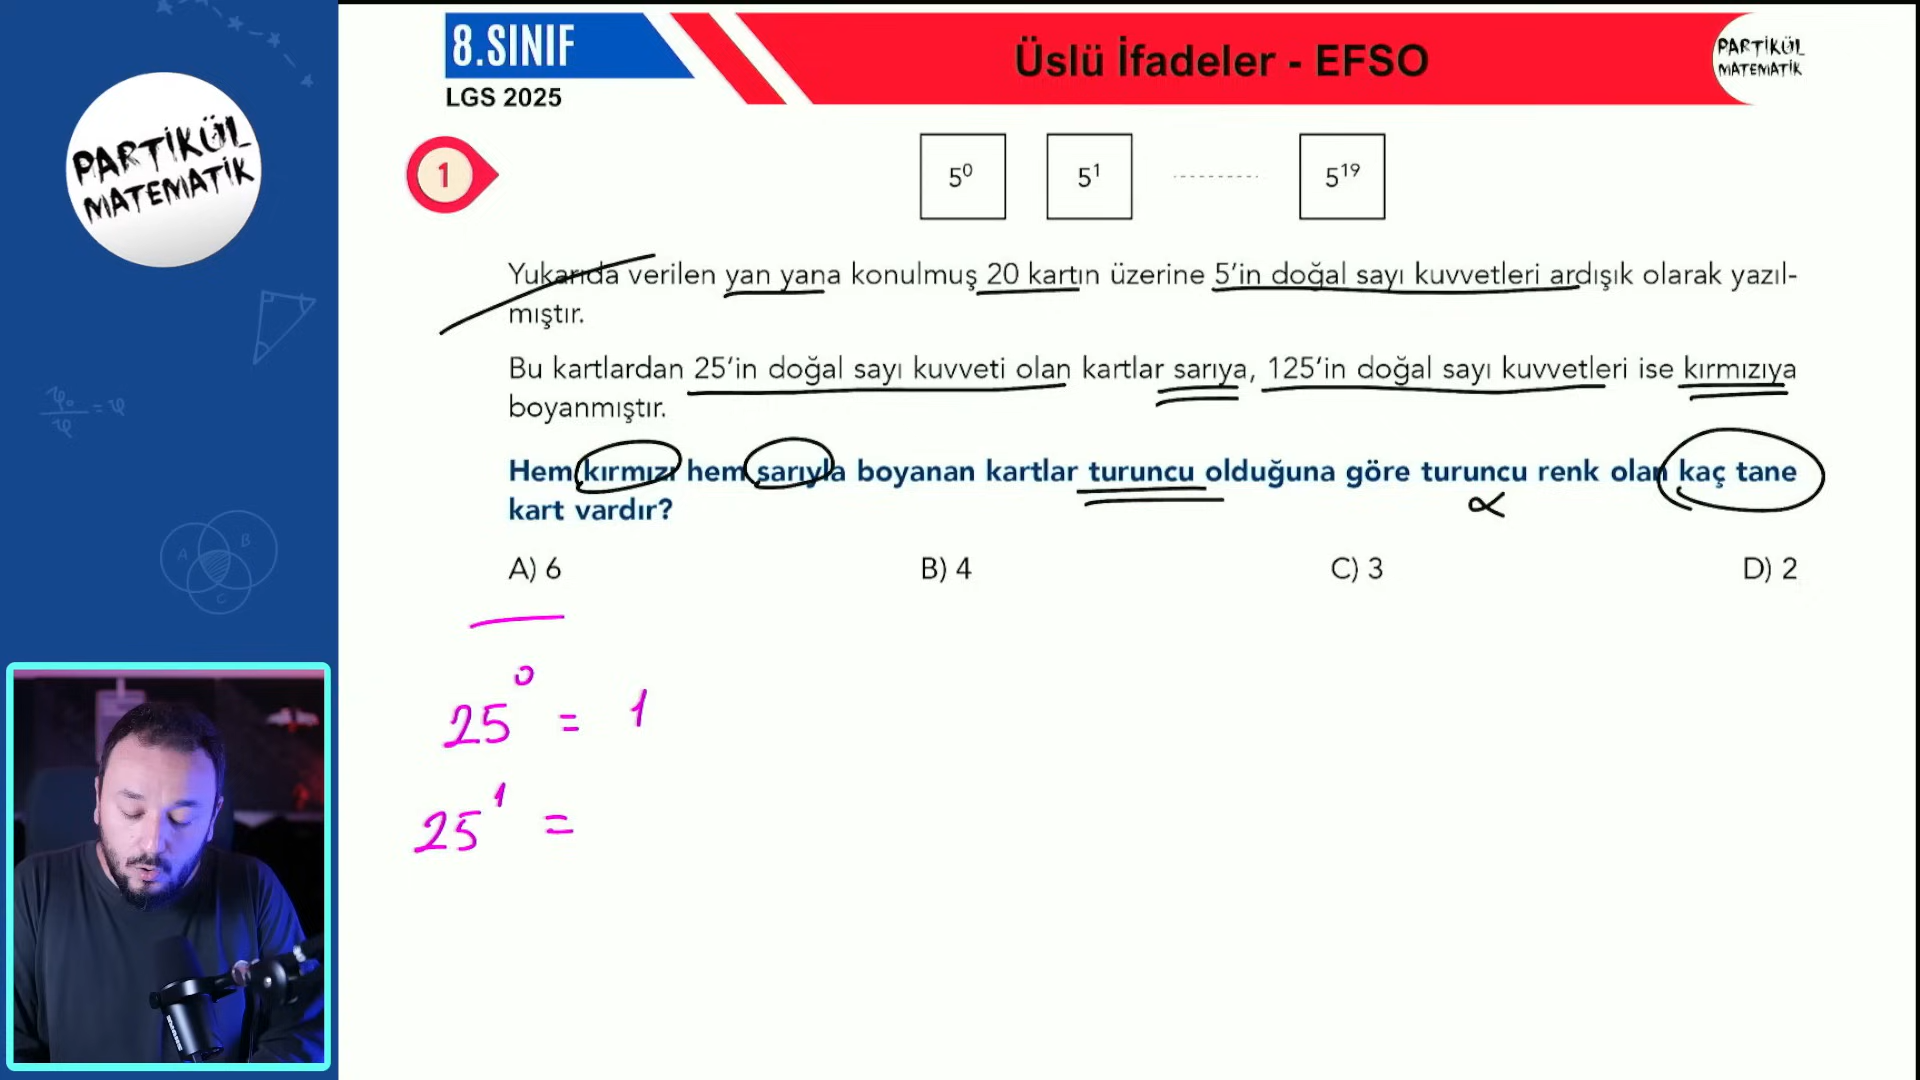 8.SINIF
LGS 2025
Üslü İfadeler - EFSO
PARTİKÜL
MATEMATİK
PARTİKÜL
MATEMATİK
1
5⁰ 5¹ ............ 5¹⁹
Yukarıda verilen yan yana konulmuş 20 kartın üzerine 5'in doğal sayı kuvvetleri ardışık olarak yazıl-
mıştır.
Bu kartlardan 25'in doğal sayı kuvveti olan kartlar sarıya, 125'in doğal sayı kuvvetleri ise kırmızıya
boyanmıştır.
Hem kırmızı hem sarıyla boyanan kartlar turuncu olduğuna göre turuncu renk olan kaç tane
kart vardır?
A) 6 B) 4 C) 3 D) 2
25⁰ = 1
25¹ =
A B
C